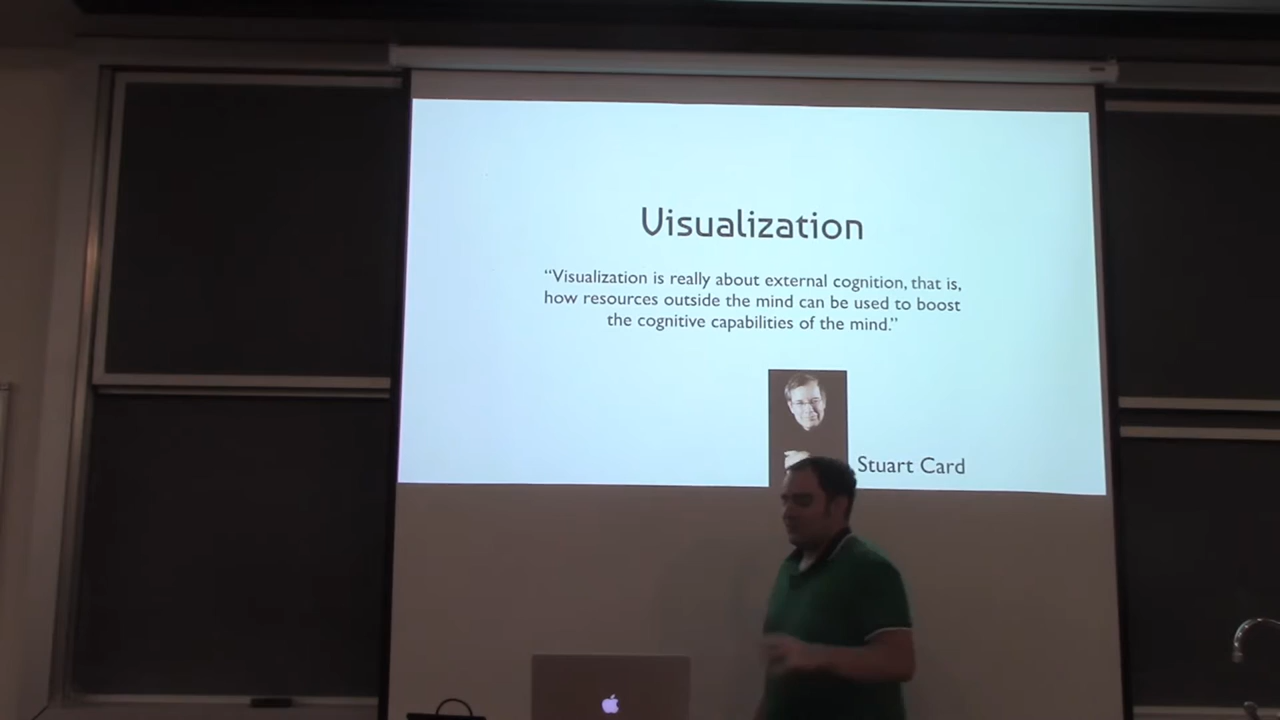 Visualization
“Visualization is really about external cognition, that is,
how resources outside the mind can be used to boost
the cognitive capabilities of the mind.”
Stuart Card